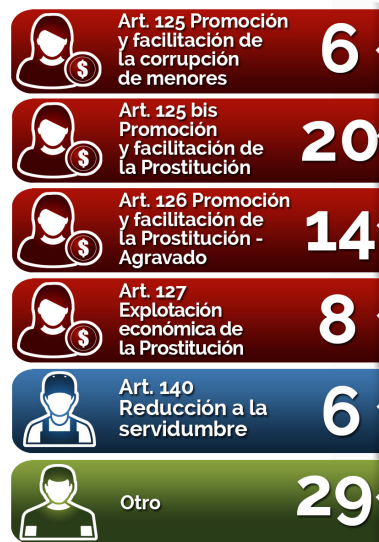 Art. 125 Promoción
y facilitación de
la corrupción
de menores
6
$
Art. 125 bis
Promoción
y facilitación de
la Prostitución
20
$
Art. 126 Promoción
y facilitación de
la Prostitución -
Agravado
14
$
Art. 127
Explotación
económica de
la Prostitución
8
$
Art. 140
Reducción a la
servidumbre
6
Otro
29